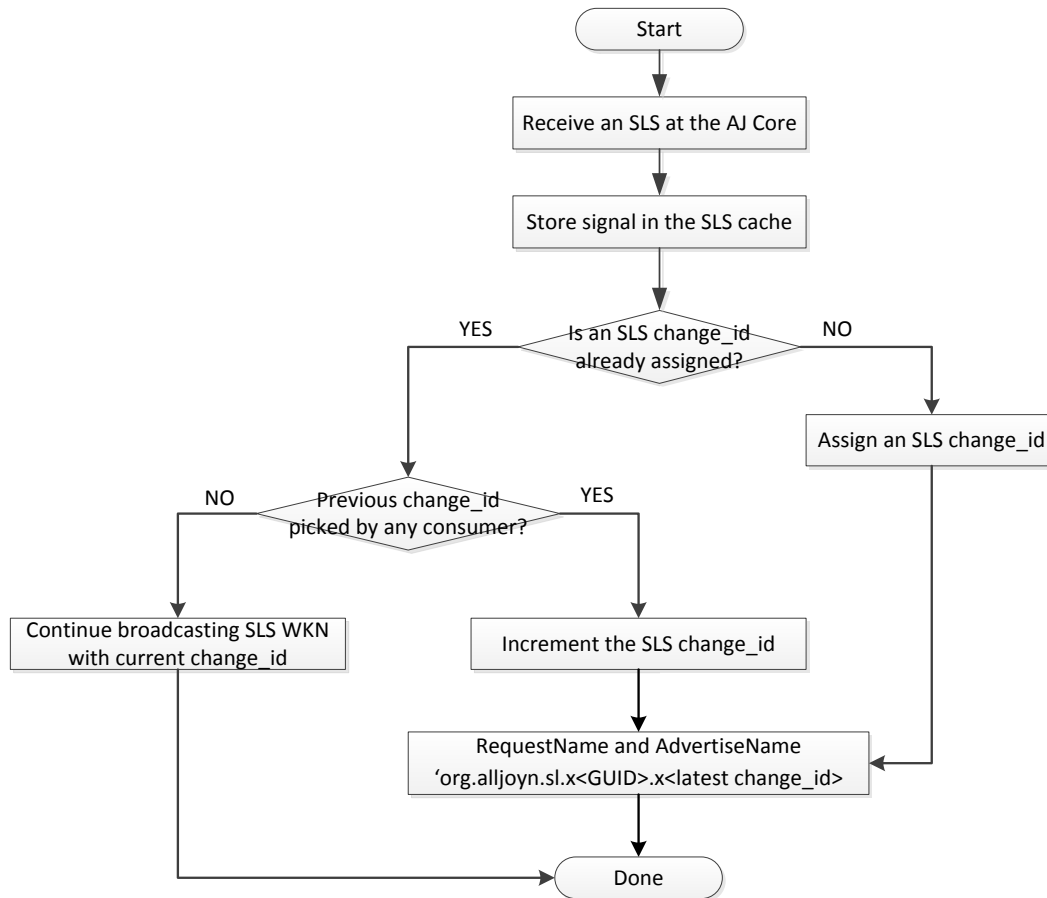 Start
Receive an SLS at the AJ Core
Store signal in the SLS cache
Is an SLS change_id
already assigned?
YES
NO
Assign an SLS change_id
Previous change_id
picked by any consumer?
NO
YES
Continue broadcasting SLS WKN
with current change_id
Increment the SLS change_id
RequestName and AdvertiseName
‘org.alljoyn.sl.x<GUID>.x<latest change_id>
Done